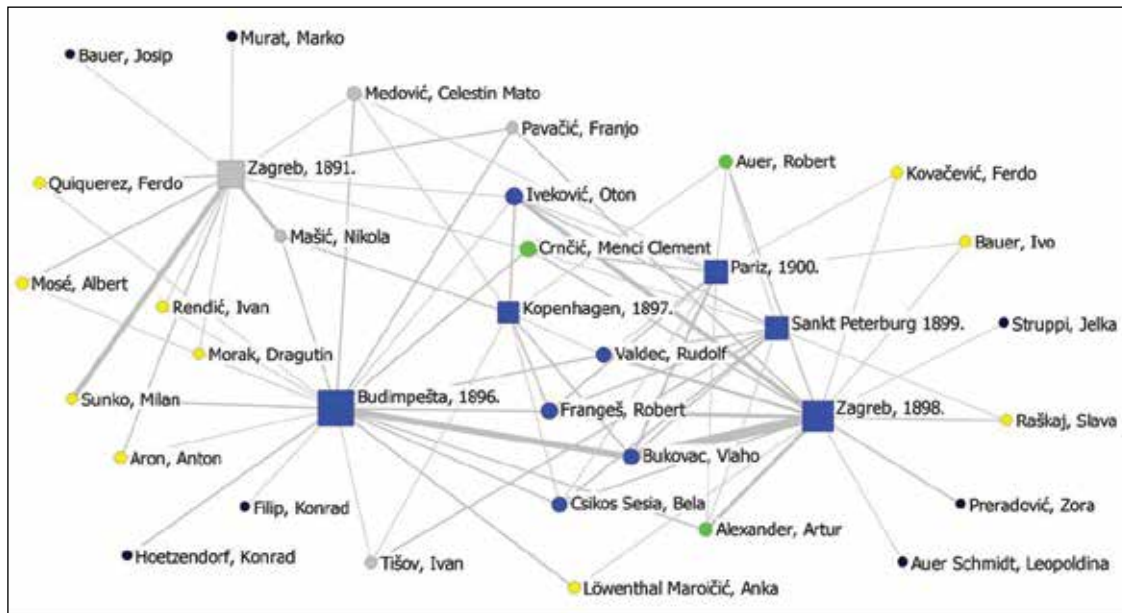 Murat, Marko
Bauer, Josip
Medović, Celestin Mato
Pavačić, Franjo
Auer, Robert
Zagreb, 1891.
Kovačević, Ferdo
Quiquerez, Ferdo
Iveković, Oton
Mašić, Nikola
Crnčić, Menci Clement
Bauer, Ivo
Pariz, 1900.
Mosé, Albert
Rendić, Ivan
Kopenhagen, 1897.
Sankt Peterburg 1899.
Struppi, Jelka
Morak, Dragutin
Valdec, Rudolf
Sunko, Milan
Budimpešta, 1896.
Frangeš, Robert
Zagreb, 1898.
Raškaj, Slava
Aron, Anton
Bukovac, Vlaho
Filip, Konrad
Csikos Sesia, Bela
Preradović, Zora
Alexander, Artur
Hoetzendorf, Konrad
Tišov, Ivan
Auer Schmidt, Leopoldina
Löwenthal Maroičić, Anka